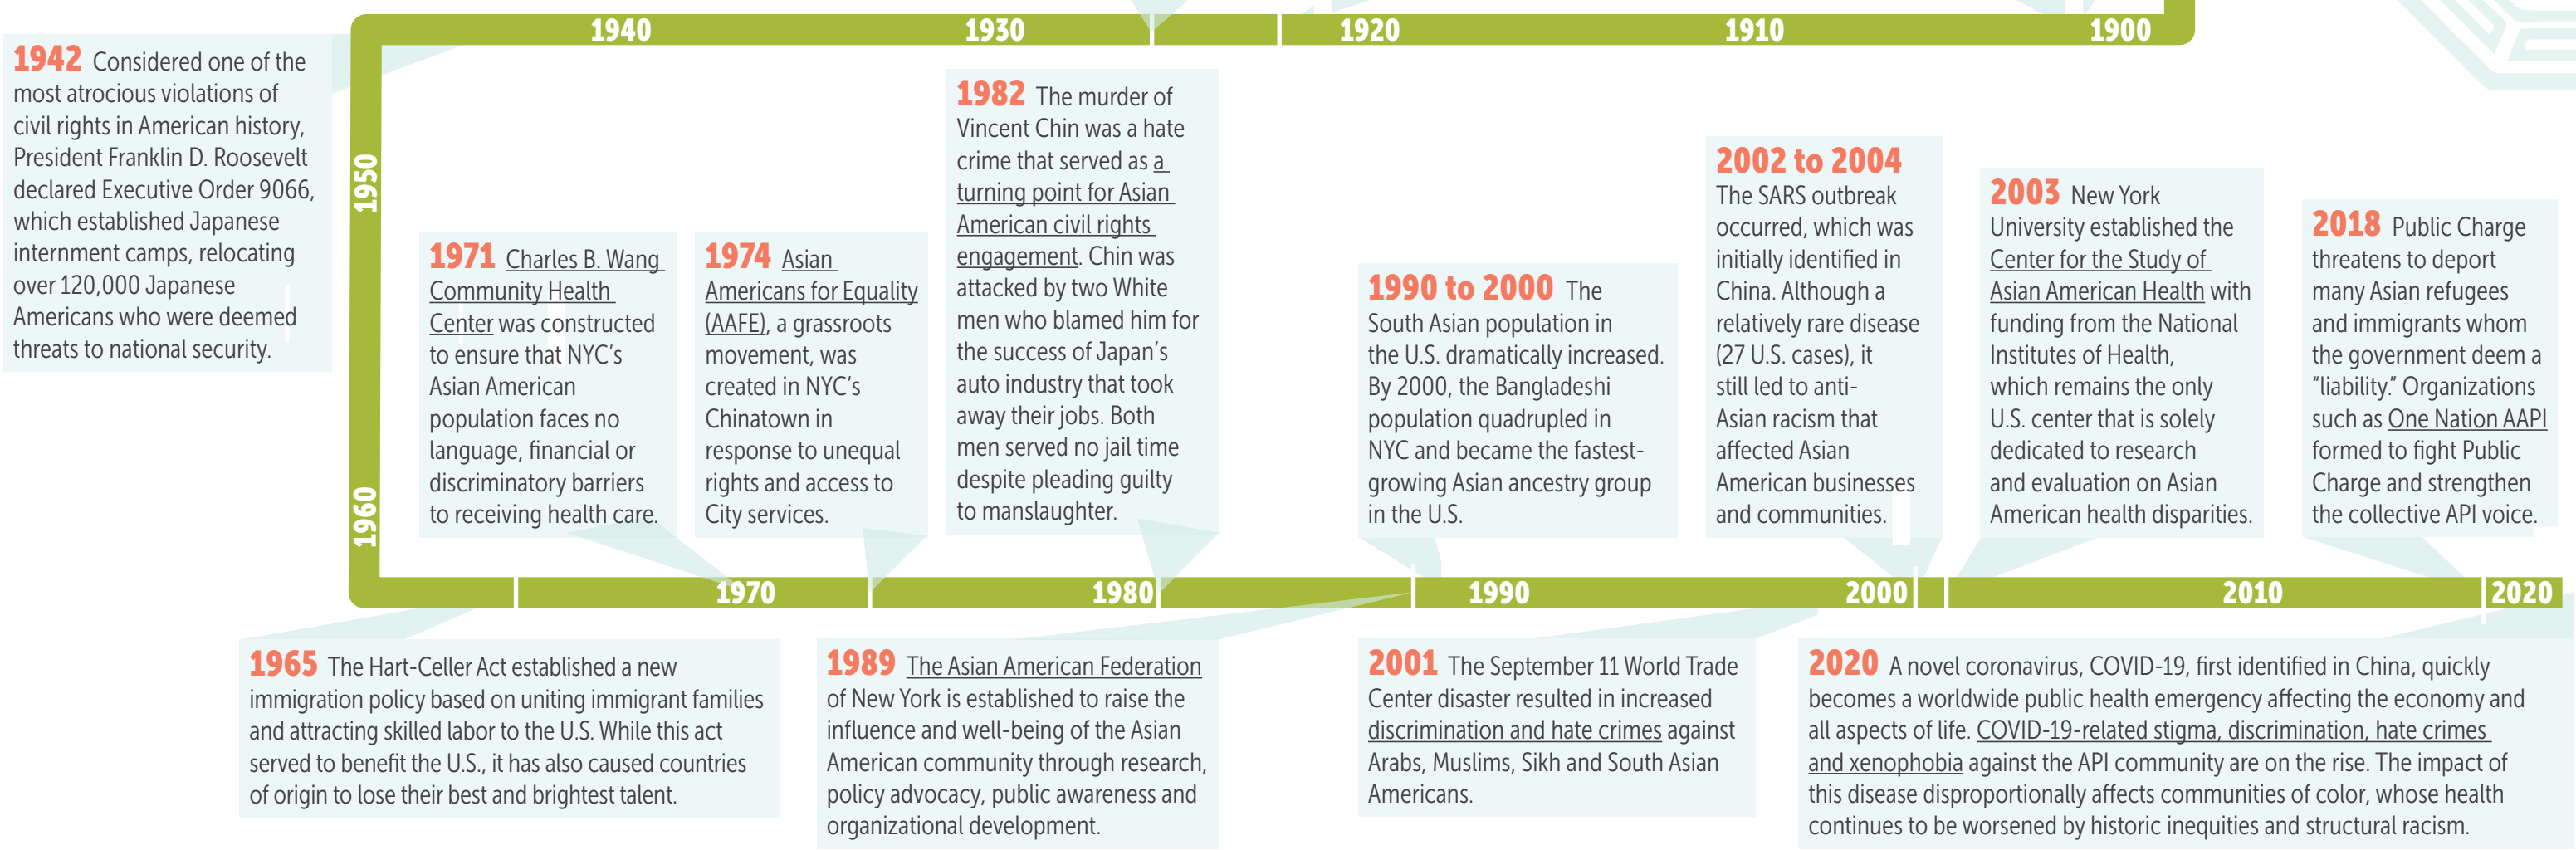 1940
1930
1920
1910
1900
1942 Considered one of the
most atrocious violations of
civil rights in American history,
President Franklin D. Roosevelt
declared Executive Order 9066,
which established Japanese
internment camps, relocating
over 120,000 Japanese
Americans who were deemed
threats to national security.
1950
1960
1971 Charles B. Wang
Community Health
Center was constructed
to ensure that NYC's
Asian American
population faces no
language, financial or
discriminatory barriers
to receiving health care.
1974 Asian
Americans for Equality
(AAFE), a grassroots
movement, was
created in NYC's
Chinatown in
response to unequal
rights and access to
City services.
1982 The murder of
Vincent Chin was a hate
crime that served as a
turning point for Asian
American civil rights
engagement. Chin was
attacked by two White
men who blamed him for
the success of Japan's
auto industry that took
away their jobs. Both
men served no jail time
despite pleading guilty
to manslaughter.
1990 to 2000 The
South Asian population in
the U.S. dramatically increased.
By 2000, the Bangladeshi
population quadrupled in
NYC and became the fastest-
growing Asian ancestry group
in the U.S.
2002 to 2004
The SARS outbreak
occurred, which was
initially identified in
China. Although a
relatively rare disease
(27 U.S. cases), it
still led to anti-
Asian racism that
affected Asian
American businesses
and communities.
2003 New York
University established the
Center for the Study of
Asian American Health with
funding from the National
Institutes of Health,
which remains the only
U.S. center that is solely
dedicated to research
and evaluation on Asian
American health disparities.
2018 Public Charge
threatens to deport
many Asian refugees
and immigrants whom
the government deem a
"liability." Organizations
such as One Nation AAPI
formed to fight Public
Charge and strengthen
the collective API voice.
1970
1980
1990
2000
2010
2020
1965 The Hart-Celler Act established a new
immigration policy based on uniting immigrant families
and attracting skilled labor to the U.S. While this act
served to benefit the U.S., it has also caused countries
of origin to lose their best and brightest talent.
1989 The Asian American Federation
of New York is established to raise the
influence and well-being of the Asian
American community through research,
policy advocacy, public awareness and
organizational development.
2001 The September 11 World Trade
Center disaster resulted in increased
discrimination and hate crimes against
Arabs, Muslims, Sikh and South Asian
Americans.
2020 A novel coronavirus, COVID-19, first identified in China, quickly
becomes a worldwide public health emergency affecting the economy and
all aspects of life. COVID-19-related stigma, discrimination, hate crimes
and xenophobia against the API community are on the rise. The impact of
this disease disproportionally affects communities of color, whose health
continues to be worsened by historic inequities and structural racism.